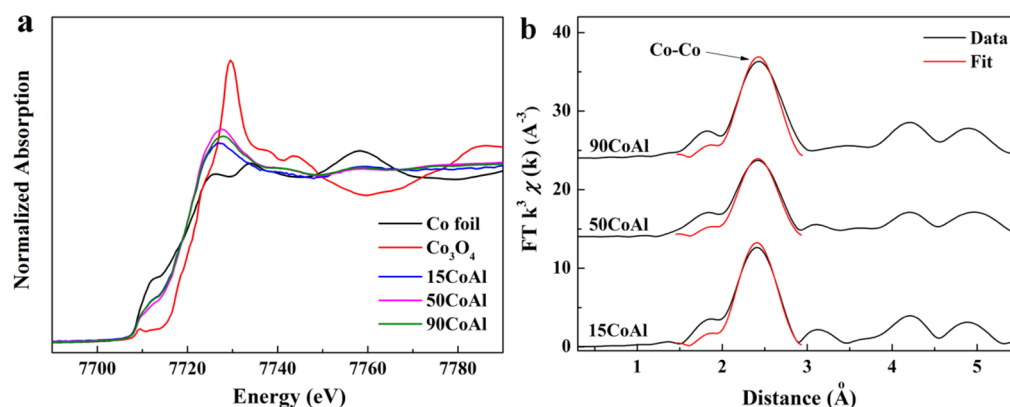 a
Normalized Absorption
Co foil
Co₃O₄
15CoAl
50CoAl
90CoAl
7700 7720 7740 7760 7780
Energy (eV)
b
FT k³ χ (k) (A⁻³)
40
30
20
10
0
Co-Co
Data
Fit
90CoAl
50CoAl
15CoAl
1 2 3 4 5
Distance (Å)